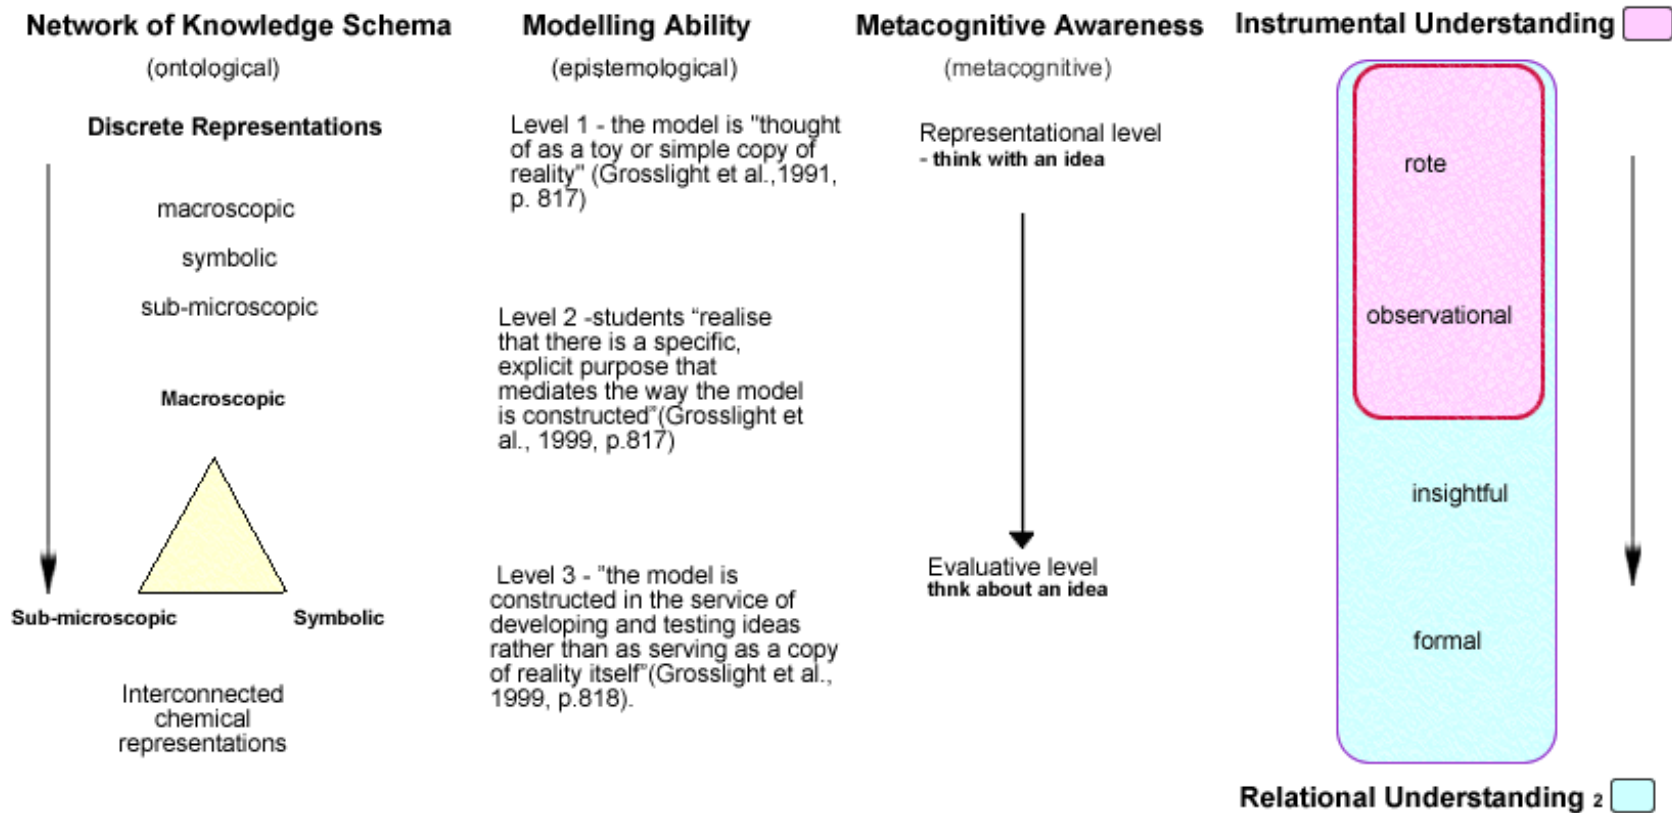 Network of Knowledge Schema
(ontological)
Discrete Representations
macroscopic
symbolic
sub-microscopic
Macroscopic
Sub-microscopic
Symbolic
Interconnected
chemical
representations
Modelling Ability
(epistemological)
Level 1 - the model is "thought
of as a toy or simple copy of
reality" (Grosslight et al.,1991,
p. 817)
Level 2 -students “realise
that there is a specific,
explicit purpose that
mediates the way the model
is constructed”(Grosslight et
al., 1999, p.817)
Level 3 - ”the model is
constructed in the service of
developing and testing ideas
rather than as serving as a copy
of reality itself”(Grosslight et al.,
1999, p.818).
Metacognitive Awareness
(metacognitive)
Representational level
- think with an idea
Evaluative level
thnk about an idea
Instrumental Understanding
rote
observational
insightful
formal
Relational Understanding 2